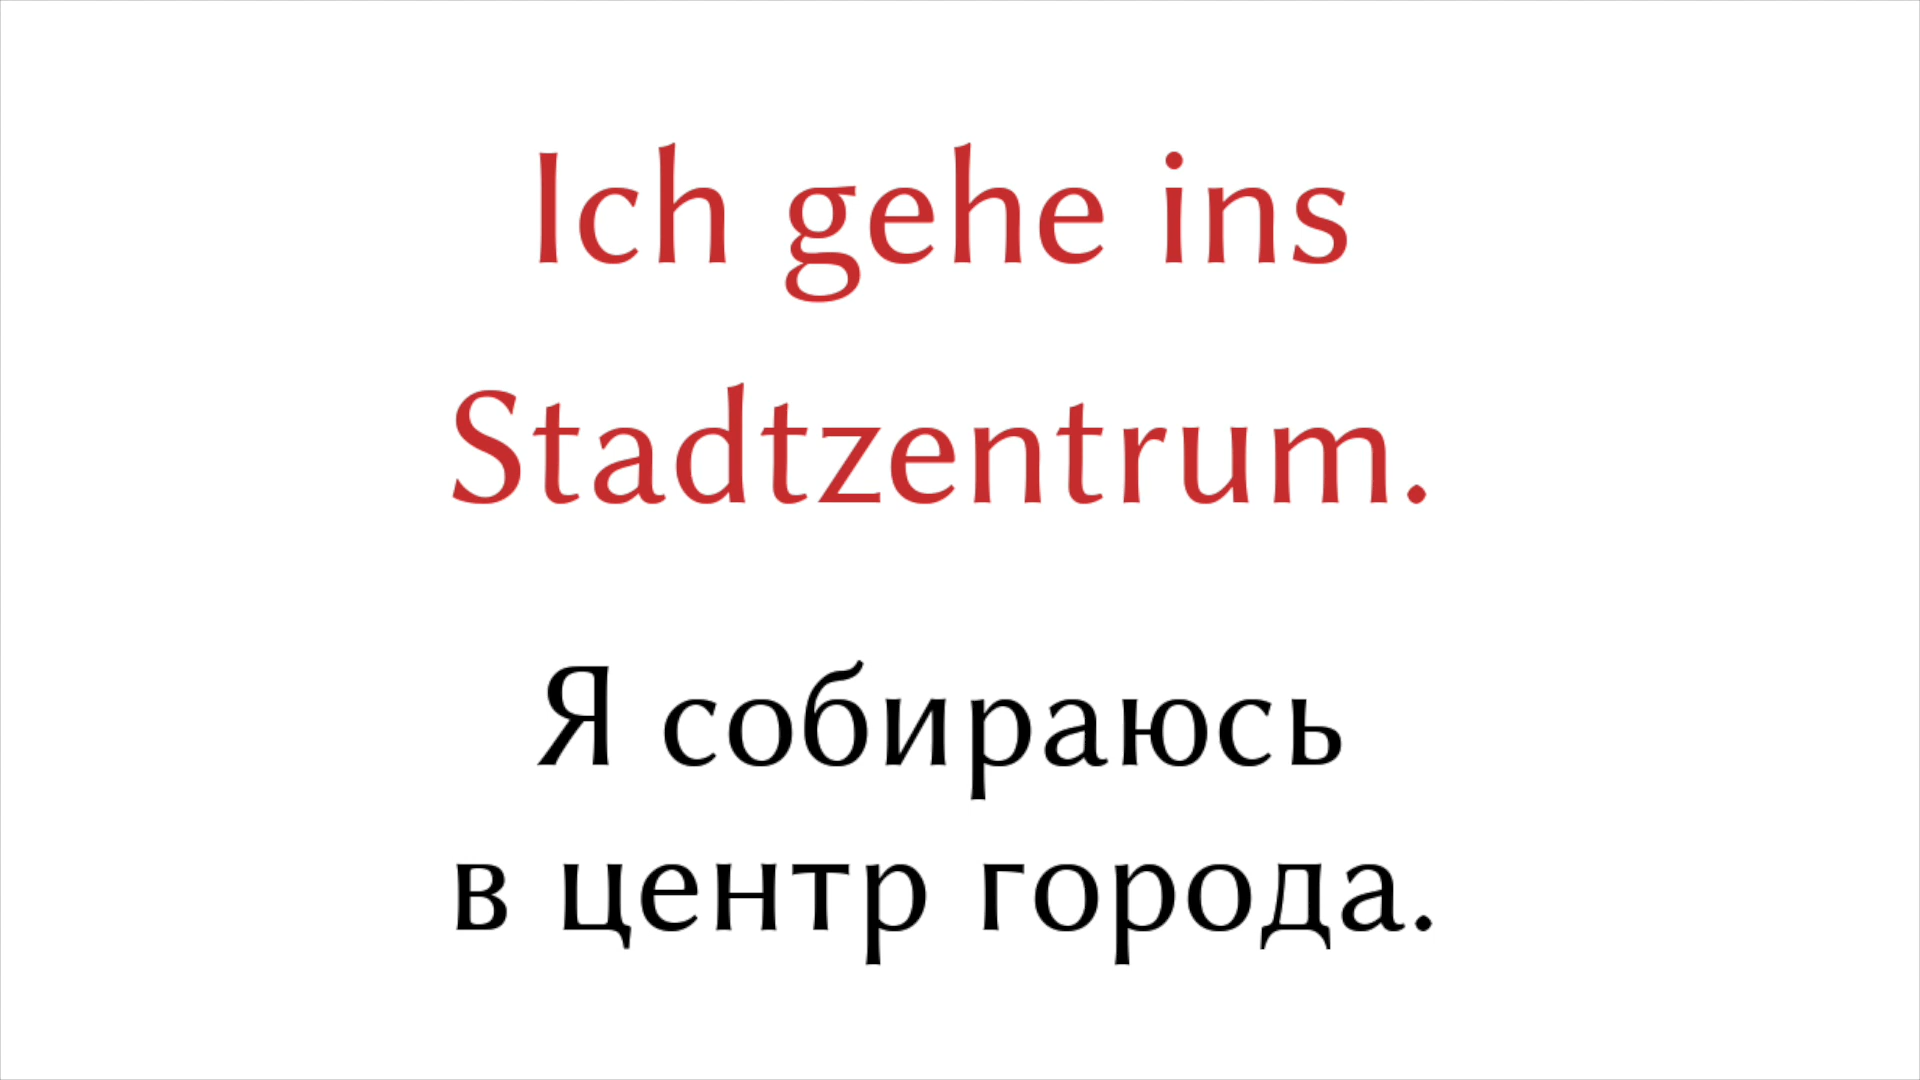 Ich gehe ins
Stadtzentrum.
Я собираюсь
в центр города.